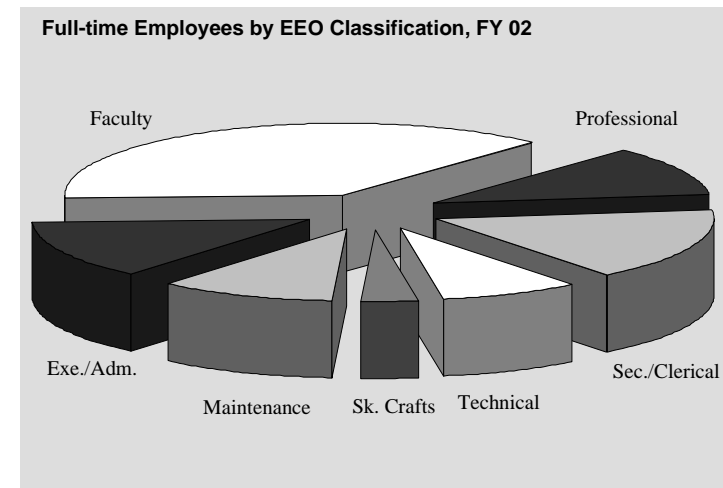 Full-time Employees by EEO Classification, FY 02
Faculty
Professional
Exe./Adm.
Maintenance
Sk. Crafts
Technical
Sec./Clerical